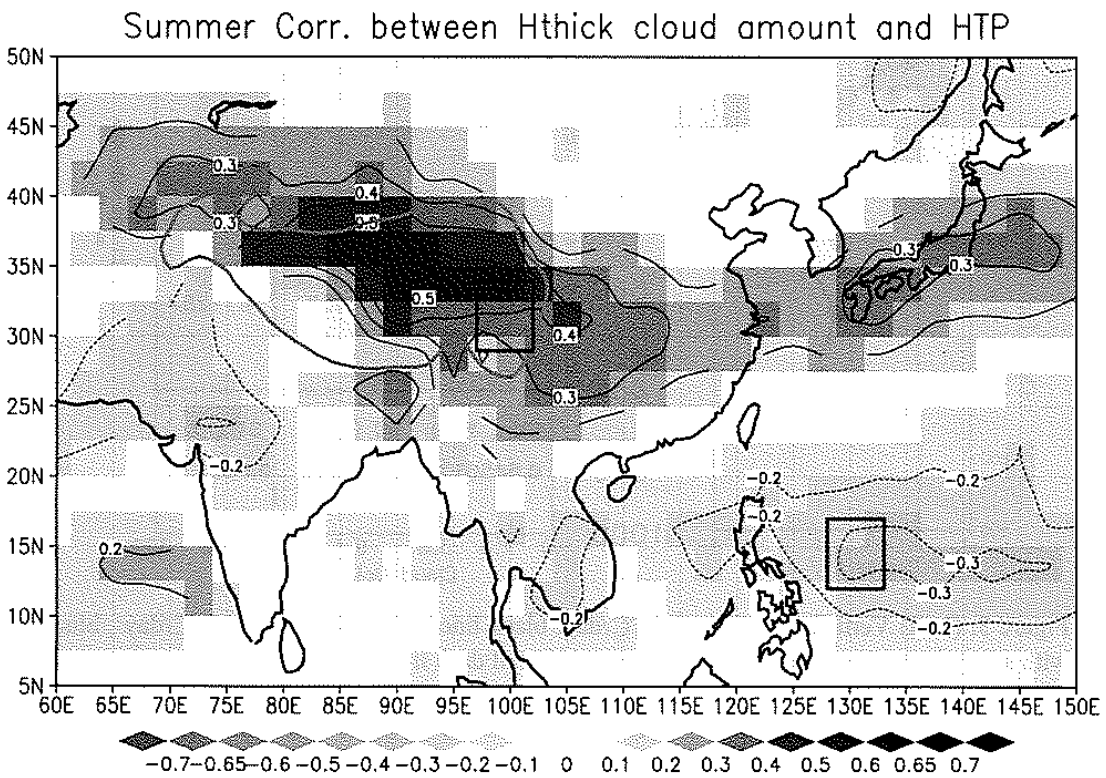 Summer Corr. between Hthick cloud amount and HTP
50N
45N
0.3
0.4
40N
0.3
0.5
0.3
35N
0.3
0.5
30N
0.4
0.3
25N
-0.2
20N
-0.2
-0.2
-0.2
15N
0.2
-0.3
-0.3
10N
-0.2
-0.2
5N
60E 65E 70E 75E 80E 85E 90E 95E 100E 105E 110E 115E 120E 125E 130E 135E 140E 145E 150E
-0.7 -0.65 -0.6 -0.5 -0.4 -0.3 -0.2 -0.1 0 0.1 0.2 0.3 0.4 0.5 0.6 0.65 0.7